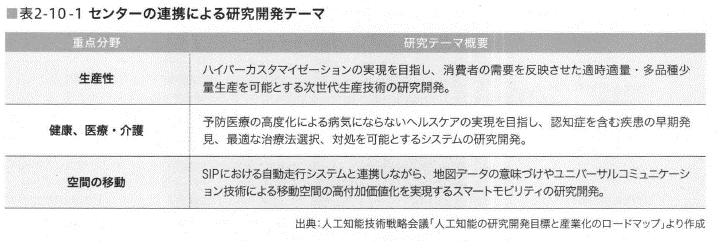 ■表2-10-1 センターの連携による研究開発テーマ
重点分野 研究テーマ概要
生産性
ハイパーカスタマイゼーションの実現を目指し、消費者の需要を反映させた適時適量・多品種少
量生産を可能とする次世代生産技術の研究開発。
健康、医療・介護
予防医療の高度化による病気にならないヘルスケアの実現を目指し、認知症を含む疾患の早期発
見、最適な治療法選択、対処を可能とするシステムの研究開発。
空間の移動
SIPにおける自動走行システムと連携しながら、地図データの意味づけやユニバーサルコミュニケーシ
ョン技術による移動空間の高付加価値化を実現するスマートモビリティの研究開発。
出典：人工知能技術戦略会議「人工知能の研究開発目標と産業化のロードマップ」より作成